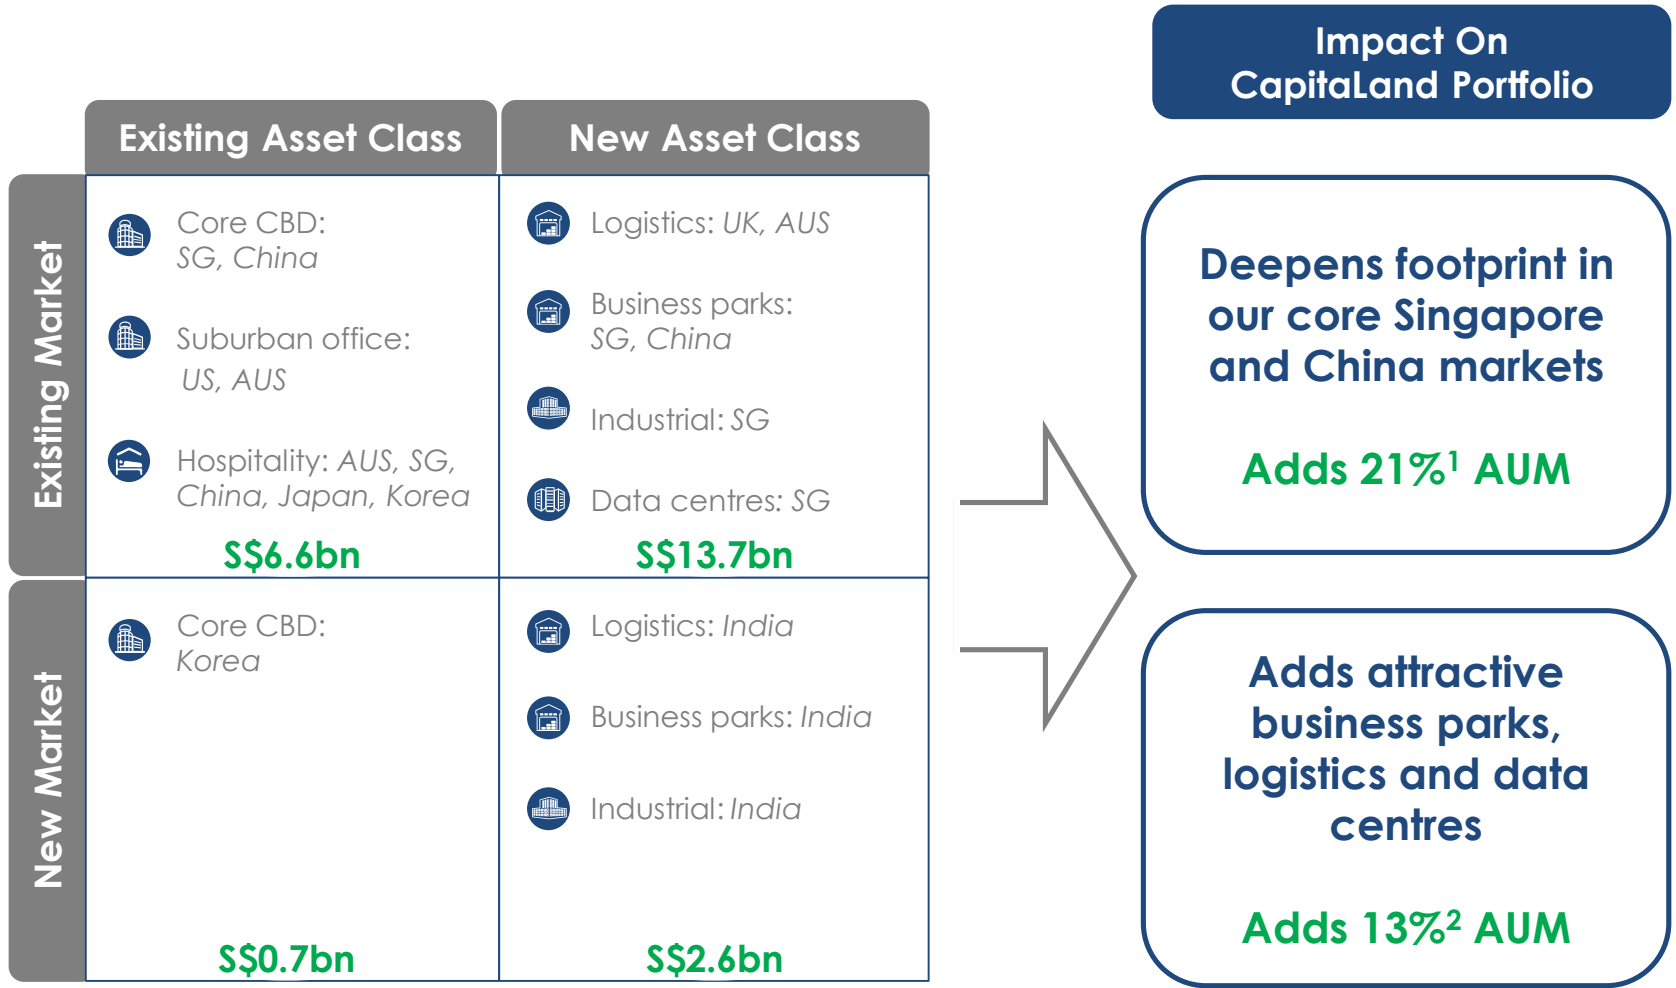 Impact On
CapitaLand Portfolio
Existing Asset Class
New Asset Class
Existing Market
Core CBD:
SG, China
Suburban office:
US, AUS
Hospitality: AUS, SG,
China, Japan, Korea
S$6.6bn
Logistics: UK, AUS
Business parks:
SG, China
Industrial: SG
Data centres: SG
S$13.7bn
New Market
Core CBD:
Korea
S$0.7bn
Logistics: India
Business parks: India
Industrial: India
S$2.6bn
Deepens footprint in
our core Singapore
and China markets
Adds 21%¹ AUM
Adds attractive
business parks,
logistics and data
centres
Adds 13%² AUM